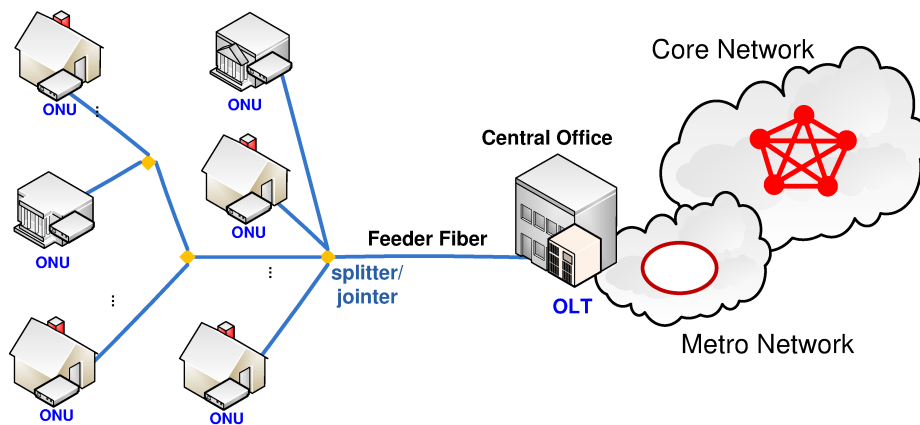 Core Network
ONU
ONU
Central Office
ONU
Feeder Fiber
ONU
splitter/
jointer
OLT
Metro Network
ONU
ONU